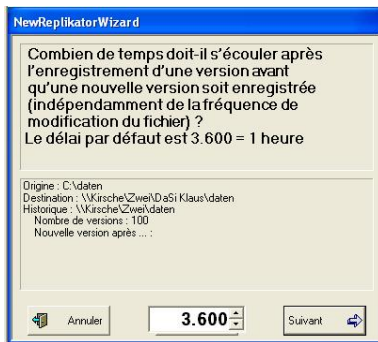 NewReplikatorWizard
Combien de temps doit-il s'écouler après
l'enregistrement d'une version avant
qu'une nouvelle version soit enregistrée
(indépendamment de la fréquence de
modification du fichier) ?
Le délai par défaut est 3.600 = 1 heure
Origine : C:\daten
Destination : \\Kirsche\Zwei\DaSi Klaus\daten
Historique : \\Kirsche\Zwei\daten
Nombre de versions : 100
Nouvelle version après ... :
Annuler
3.600
Suivant